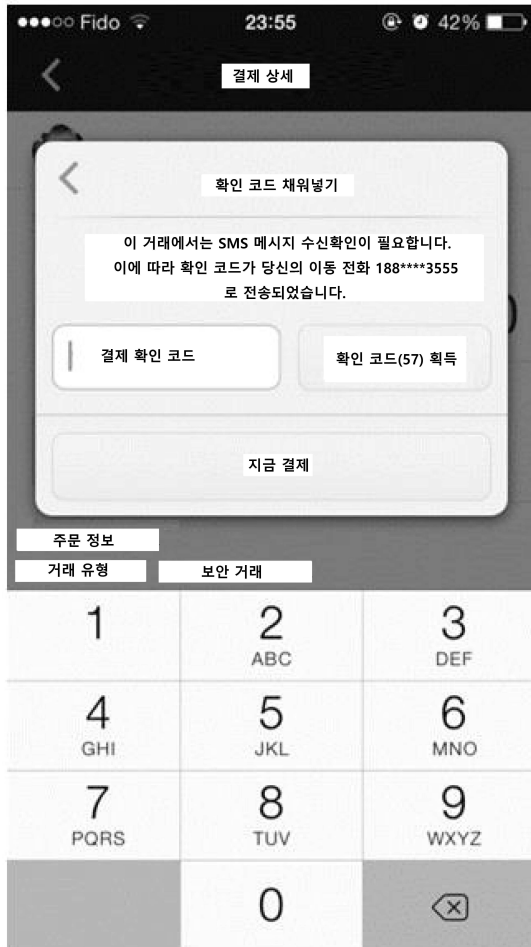 Fido 23:55 42%
결제 상세
확인 코드 채워넣기
이 거래에서는 SMS 메시지 수신확인이 필요합니다.
이에 따라 확인 코드가 당신의 이동 전화 188****3555
로 전송되었습니다.
결제 확인 코드 확인 코드(57) 획득
지금 결제
주문 정보
거래 유형 보안 거래
1 2 3
ABC DEF
4 5 6
GHI JKL MNO
7 8 9
PQRS TUV WXYZ
0